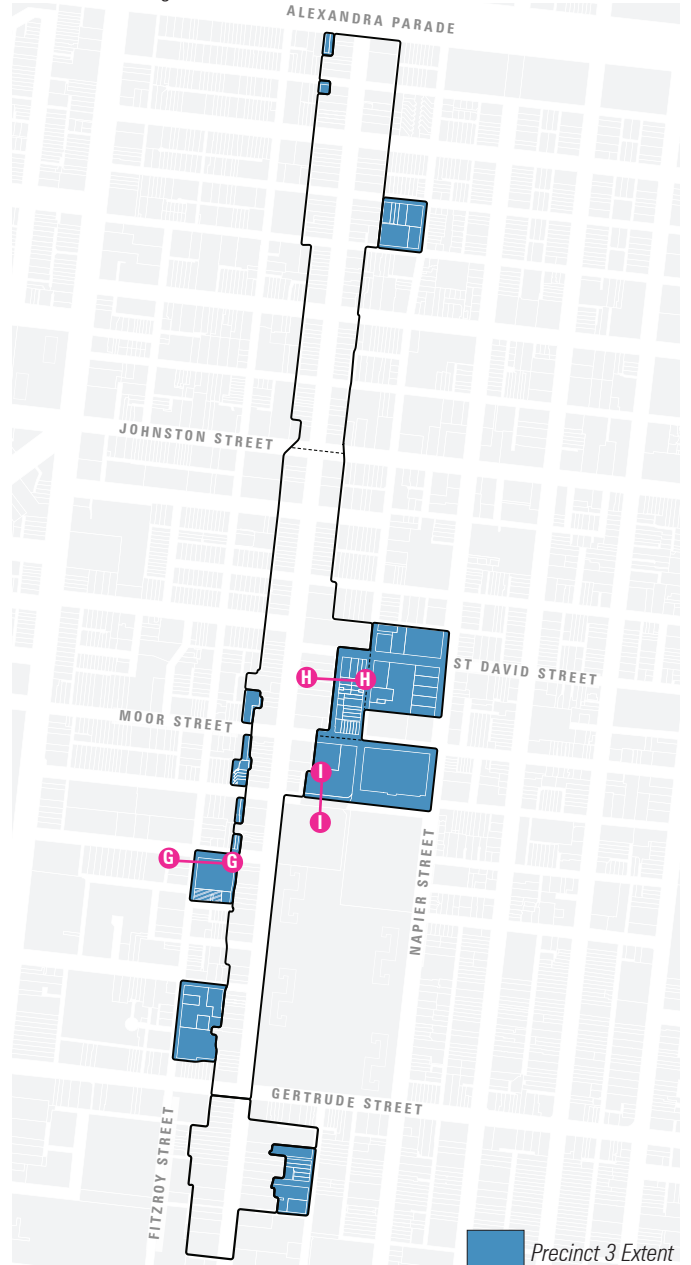 ALEXANDRA PARADE
JOHNSTON STREET
ST DAVID STREET
H H
MOOR STREET
I
I
G G
NAPIER STREET
GERTRUDE STREET
FITZROY STREET
Precinct 3 Extent